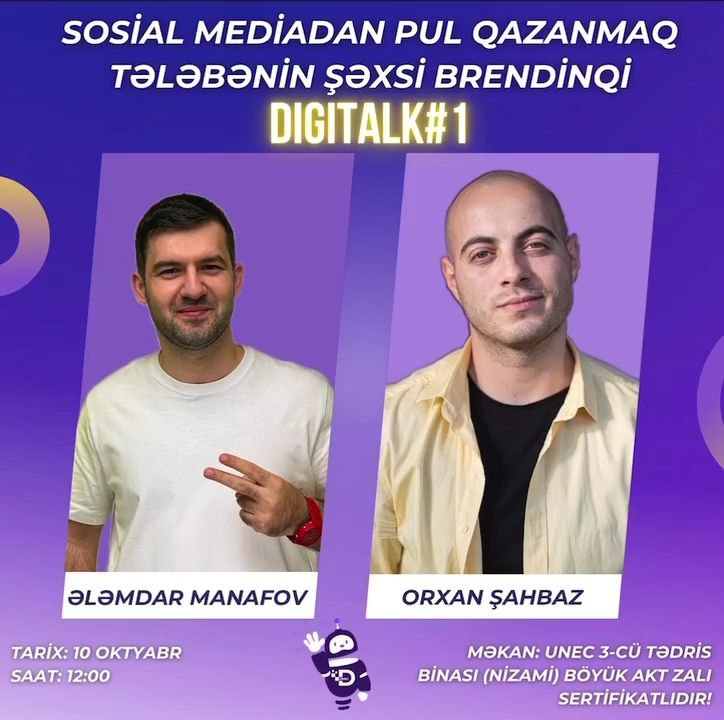 SOSİAL MEDİADAN PUL QAZANMAQ
TƏLƏBƏNİN ŞƏXSİ BRENDİNQİ
DIGITALK#1
ƏLƏMDAR MANAFOV
ORXAN ŞAHBAZ
TARİX: 10 OKTYABR
SAAT: 12:00
D
MƏKAN: UNEC 3-CÜ TƏDRİS
BİNASI (NİZAMİ) BÖYÜK AKT ZALI
SERTİFİKATLIDIR!